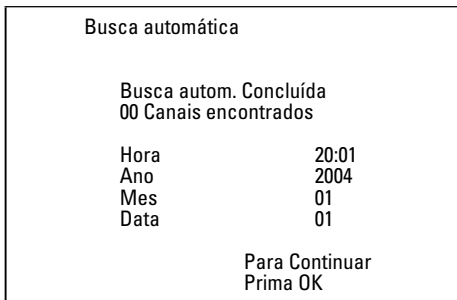 Busca automática
Busca autom. Concluída
00 Canais encontrados
Hora 20:01
Ano 2004
Mes 01
Data 01
Para Continuar
Prima OK